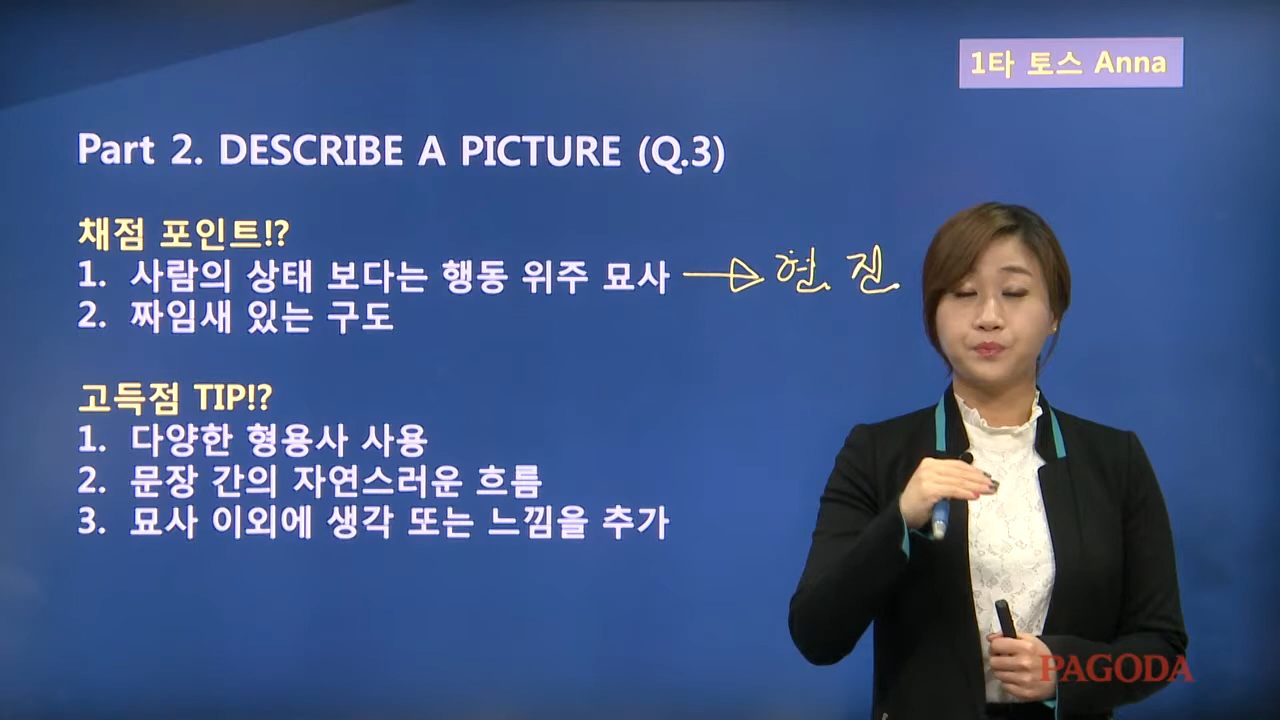 1타 토스 Anna
Part 2. DESCRIBE A PICTURE (Q.3)
채점 포인트!?
1. 사람의 상태 보다는 행동 위주 묘사 → 현.진.
2. 짜임새 있는 구도
고득점 TIP!?
1. 다양한 형용사 사용
2. 문장 간의 자연스러운 흐름
3. 묘사 이외에 생각 또는 느낌을 추가
PAGODA